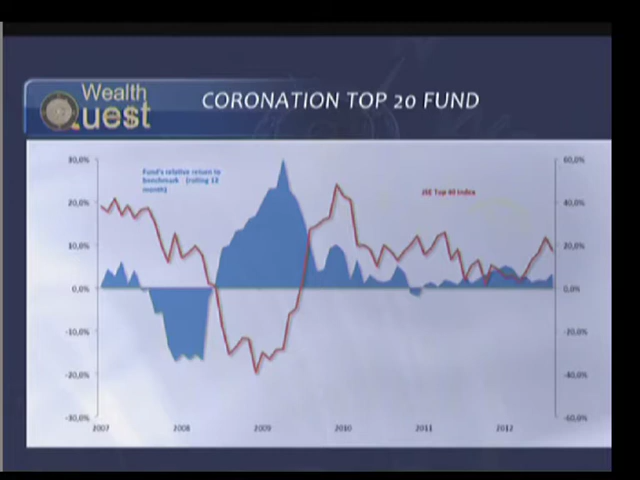 Wealth
Quest
CORONATION TOP 20 FUND
Fund's relative return to
benchmark (rolling 12
month)
JSE Top 40 Index
30,0%
20,0%
10,0%
0,0%
-10,0%
-20,0%
-30,0%
60,0%
40,0%
20,0%
0,0%
-20,0%
-40,0%
-60,0%
2007 2008 2009 2010 2011 2012